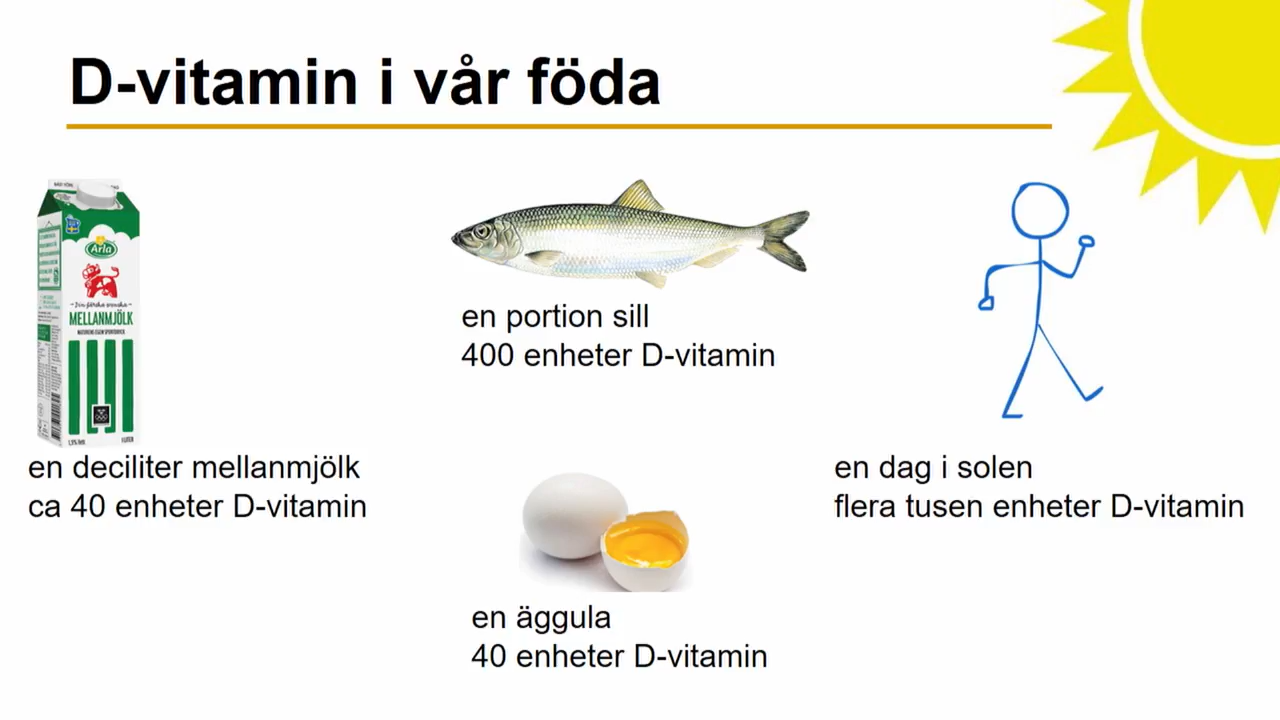 D-vitamin i vår föda
Arla
MELLANMJÖLK
en deciliter mellanmjölk
ca 40 enheter D-vitamin
en portion sill
400 enheter D-vitamin
en äggula
40 enheter D-vitamin
en dag i solen
flera tusen enheter D-vitamin